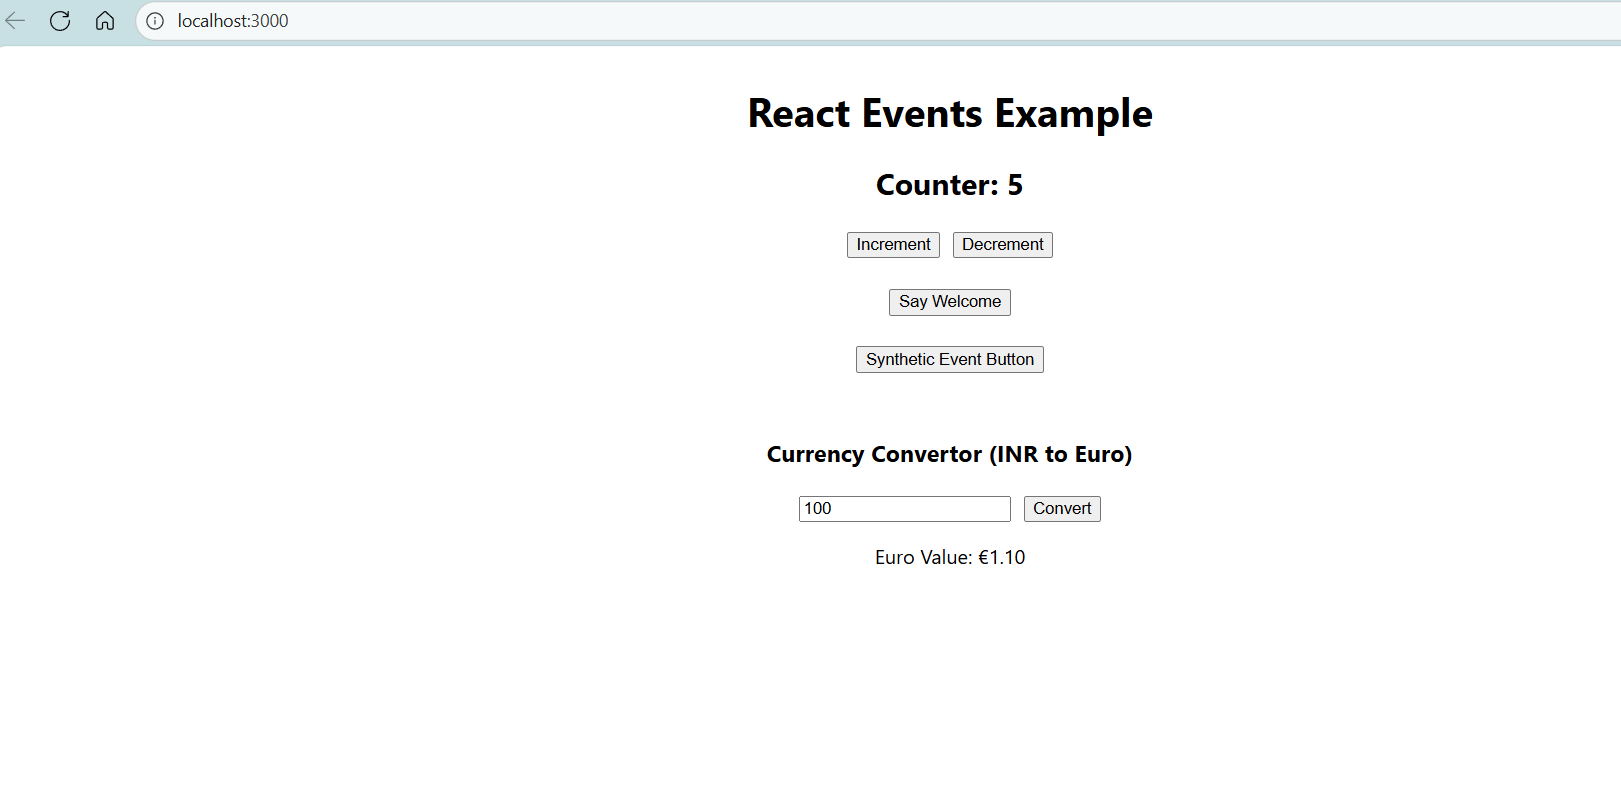 localhost:3000
React Events Example
Counter: 5
Increment Decrement
Say Welcome
Synthetic Event Button
Currency Convertor (INR to Euro)
100 Convert
Euro Value: €1.10